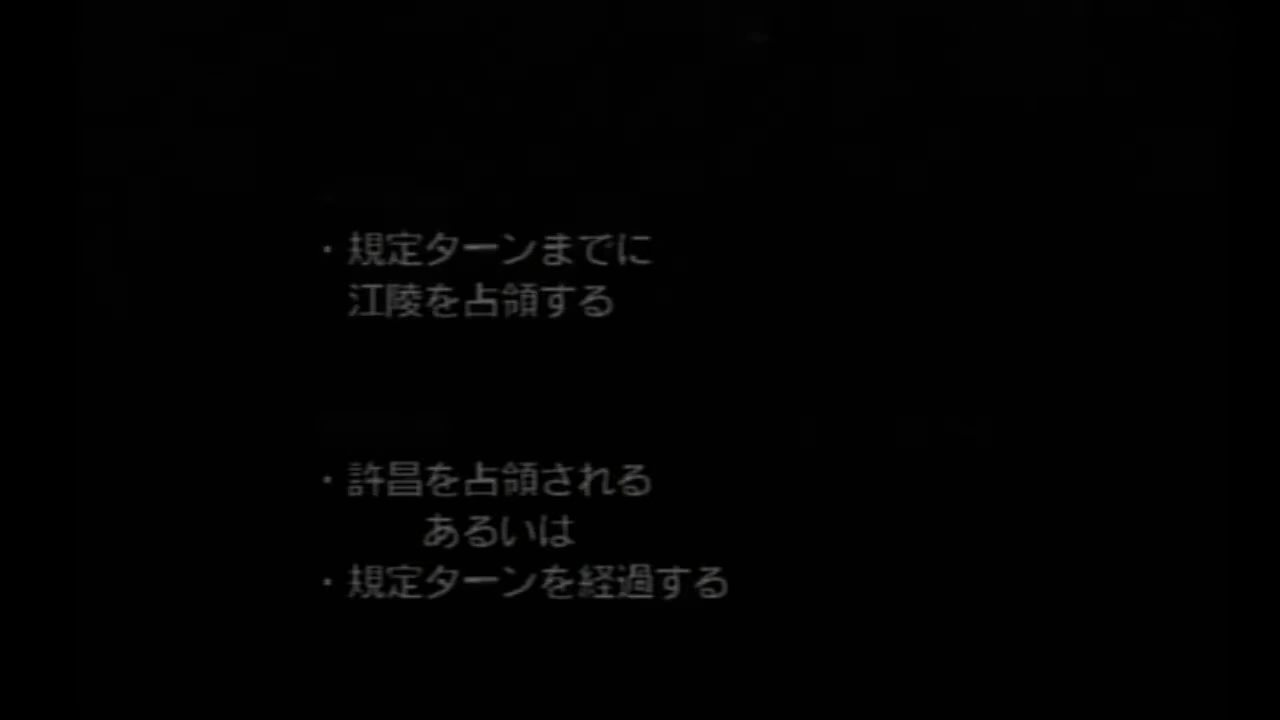 ・規定ターンまでに
江陵を占領する
・許昌を占領される
あるいは
・規定ターンを経過する